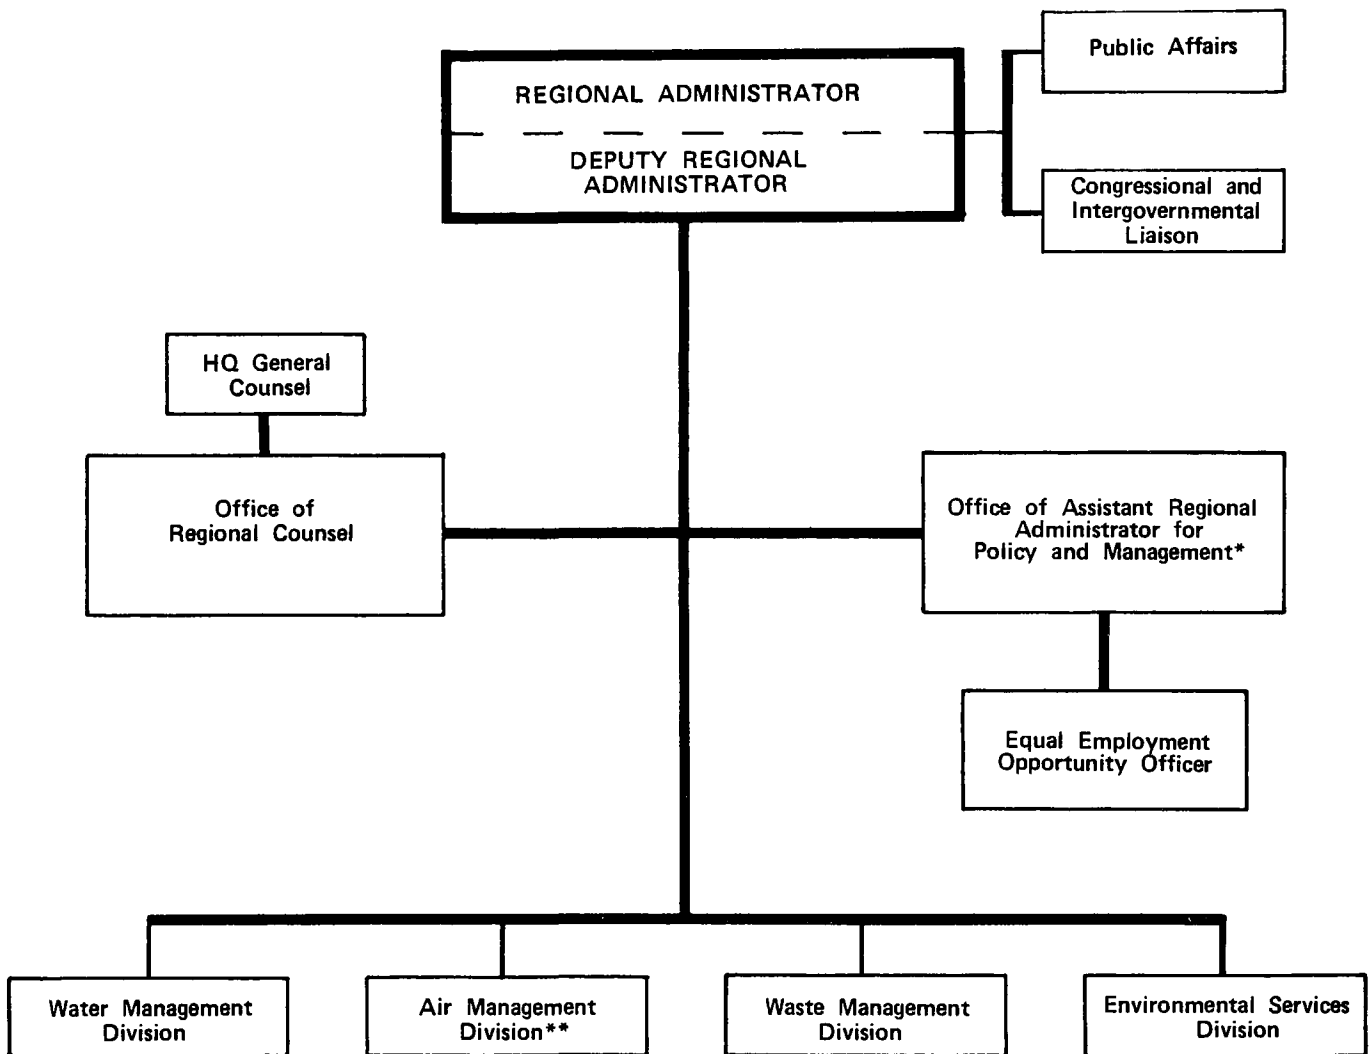 Public Affairs
REGIONAL ADMINISTRATOR
DEPUTY REGIONAL
ADMINISTRATOR
Congressional and
Intergovernmental
Liaison
HQ General
Counsel
Office of
Regional Counsel
Office of Assistant Regional
Administrator for
Policy and Management*
Equal Employment
Opportunity Officer
Water Management
Division
Air Management
Division**
Waste Management
Division
Environmental Services
Division